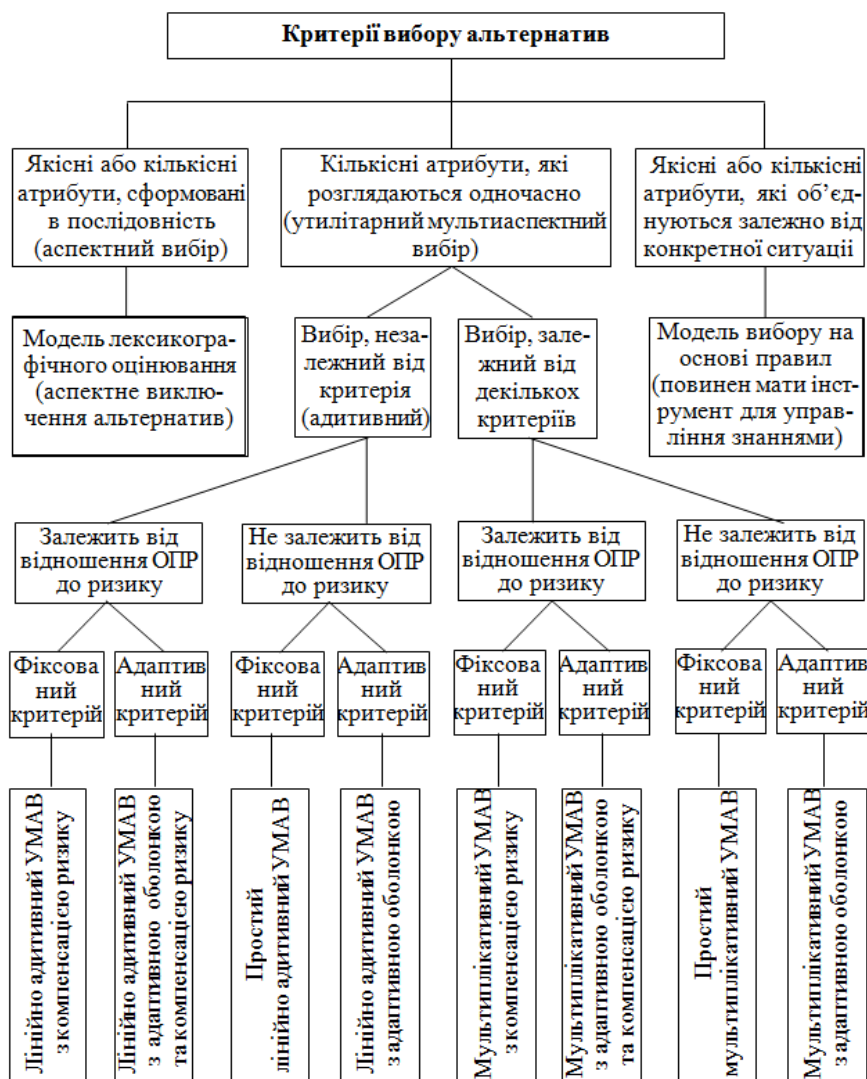 Критерії вибору альтернатив
Якісні або кількісні
атрибути, сформовані
в послідовність
(аспектний вибір)
Кількісні атрибути, які
розглядаються одночасно
(утилітарний мультиаспектний
вибір)
Якісні або кількісні
атрибути, які об’єд-
нуються залежно від
конкретної ситуації
Модель лексикогра-
фічного оцінювання
(аспектне виклю-
чення альтернатив)
Вибір, неза-
лежний від
критерія
(адитивний)
Вибір, зале-
жний від
декількох
критеріїв
Модель вибору на
основі правил
(повинен мати інс-
трумент для управ-
ління знаннями)
Залежить від
відношення ОПР
до ризику
Не залежить від
відношення ОПР
до ризику
Залежить від
відношення ОПР
до ризику
Не залежить від
відношення ОПР
до ризику
Фіксова
ний
критерій
Адаптив
ний
критерій
Фіксова
ний
критерій
Адаптив
ний
критерій
Фіксова
ний
критерій
Адаптив
ний
критерій
Фіксова
ний
критерій
Адаптив
ний
критерій
Лінійно адитивний УМАВ
з компенсацією ризику
Лінійно адитивний УМАВ
з адаптивною оболонкою
та компенсацією ризику
Простий
лінійно адитивний УМАВ
Лінійно адитивний УМАВ
з адаптивною оболонкою
Мультиплікативний УМАВ
з компенсацією ризику
Мультиплікативний УМАВ
з адаптивною оболонкою
та компенсацією ризику
Простий
мультиплікативний УМАВ
Мультиплікативний УМАВ
з адаптивною оболонкою